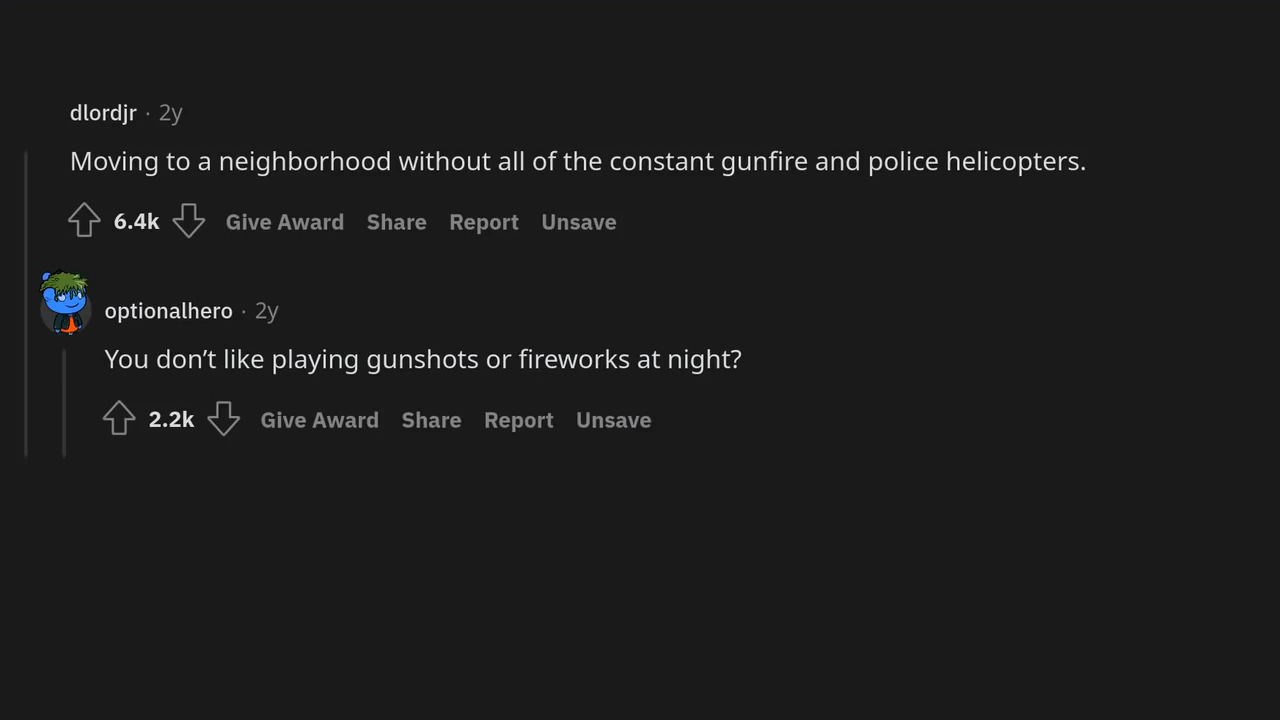 dlordjr · 2y
Moving to a neighborhood without all of the constant gunfire and police helicopters.
6.4k Give Award Share Report Unsave
optionalhero · 2y
You don’t like playing gunshots or fireworks at night?
2.2k Give Award Share Report Unsave